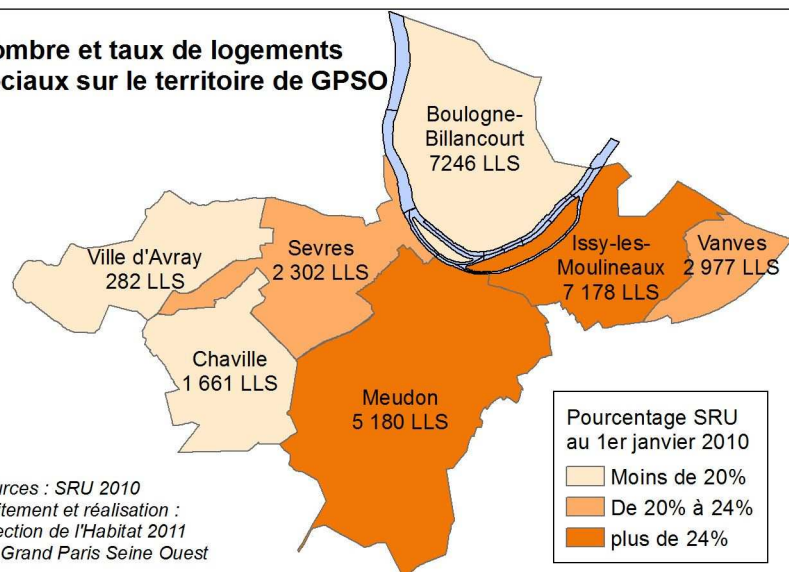 ombre et taux de logements
ciaux sur le territoire de GPSO
Boulogne-
Billancourt
7246 LLS
Ville d'Avray
282 LLS
Sevres
2 302 LLS
Issy-les-
Moulineaux
7 178 LLS
Vanves
2 977 LLS
Chaville
1 661 LLS
Meudon
5 180 LLS
Pourcentage SRU
au 1er janvier 2010
Moins de 20%
De 20% à 24%
plus de 24%
urces : SRU 2010
itement et réalisation :
ection de l'Habitat 2011
Grand Paris Seine Ouest